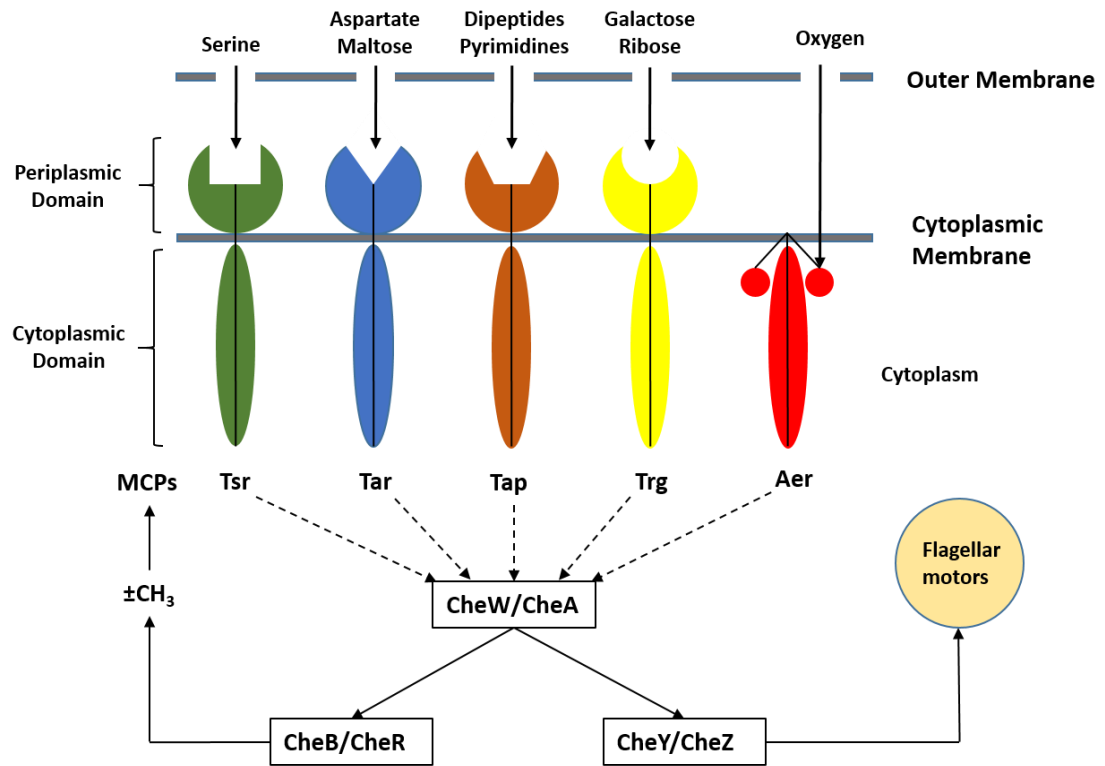 Serine
Aspartate
Maltose
Dipeptides
Pyrimidines
Galactose
Ribose
Oxygen
Outer Membrane
Periplasmic
Domain
Cytoplasmic
Membrane
Cytoplasmic
Domain
Cytoplasm
MCPs
Tsr
Tar
Tap
Trg
Aer
Flagellar
motors
±CH₃
CheW/CheA
CheB/CheR
CheY/CheZ